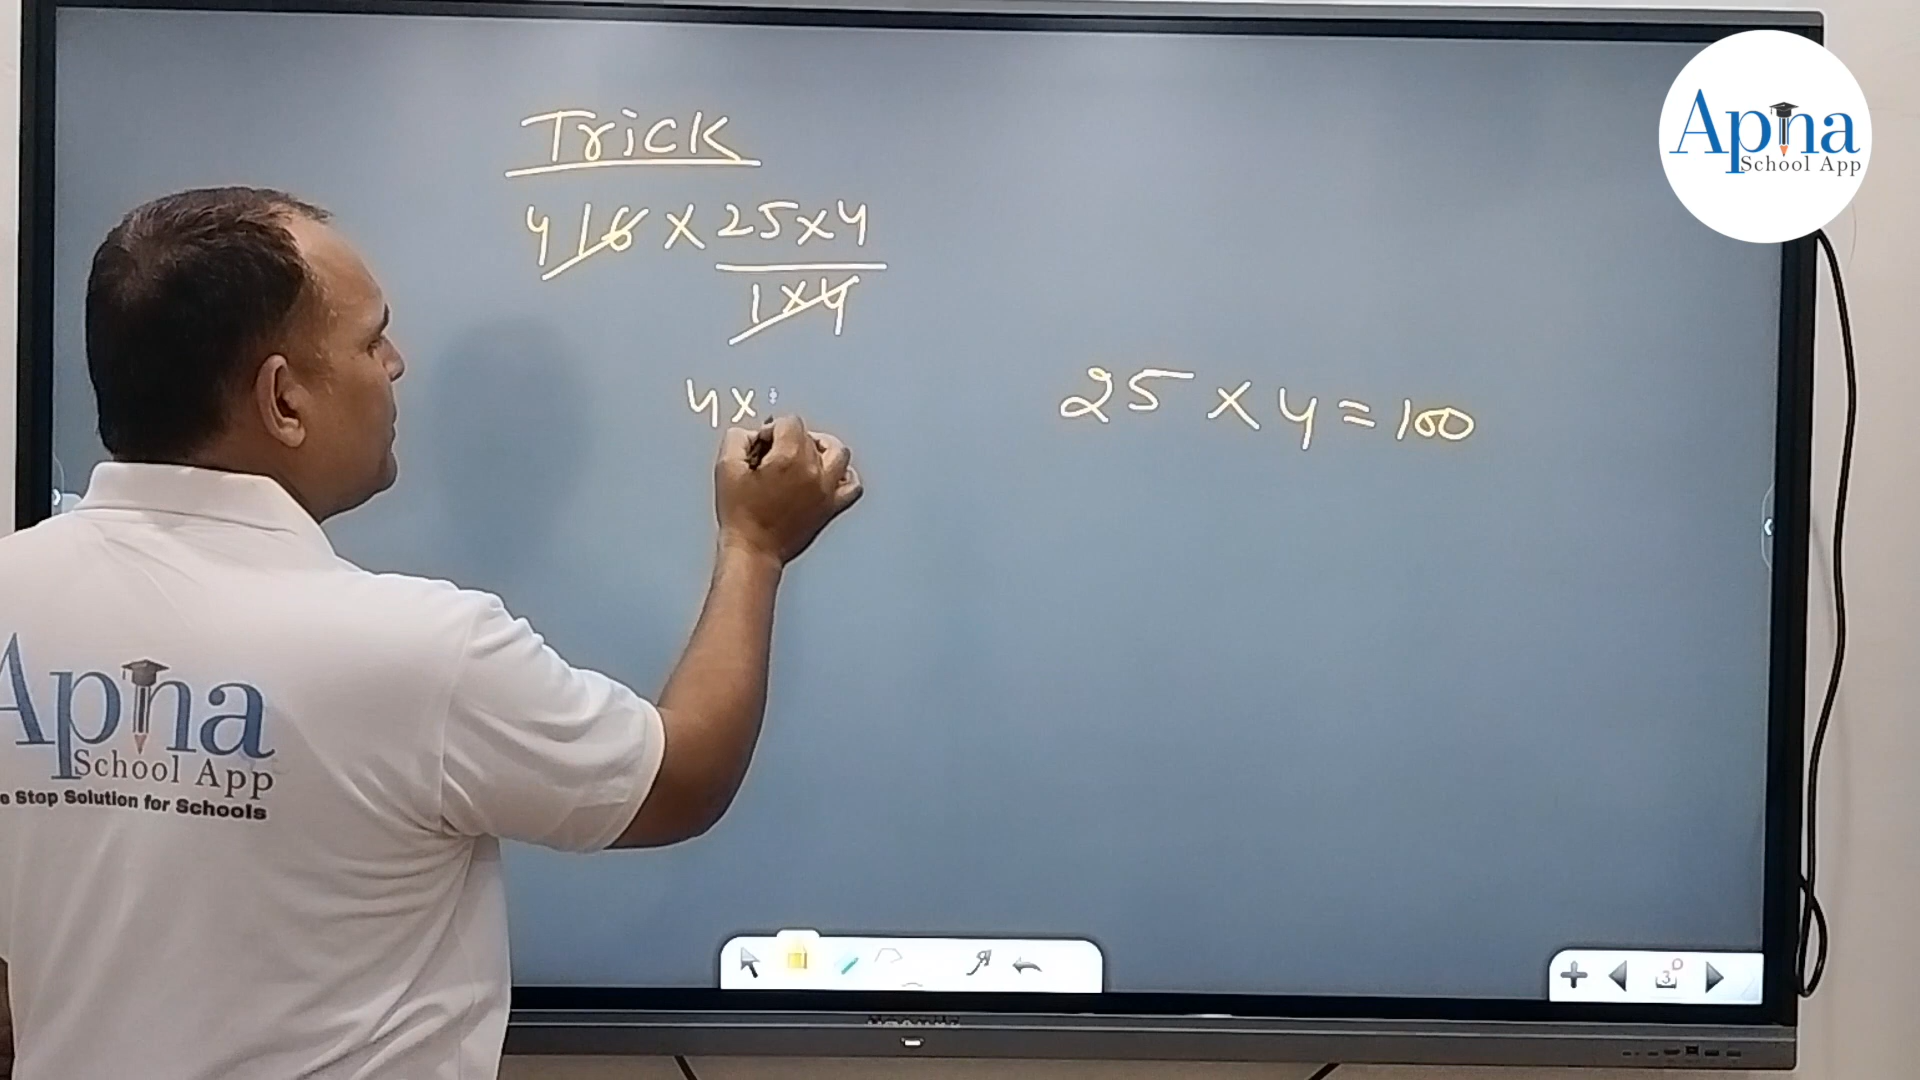 Apna
School App
Trick
4 16 × 25×4
1×4
4×
25 × 4 = 100
Apna
School App
Stop Solution for Schools
3